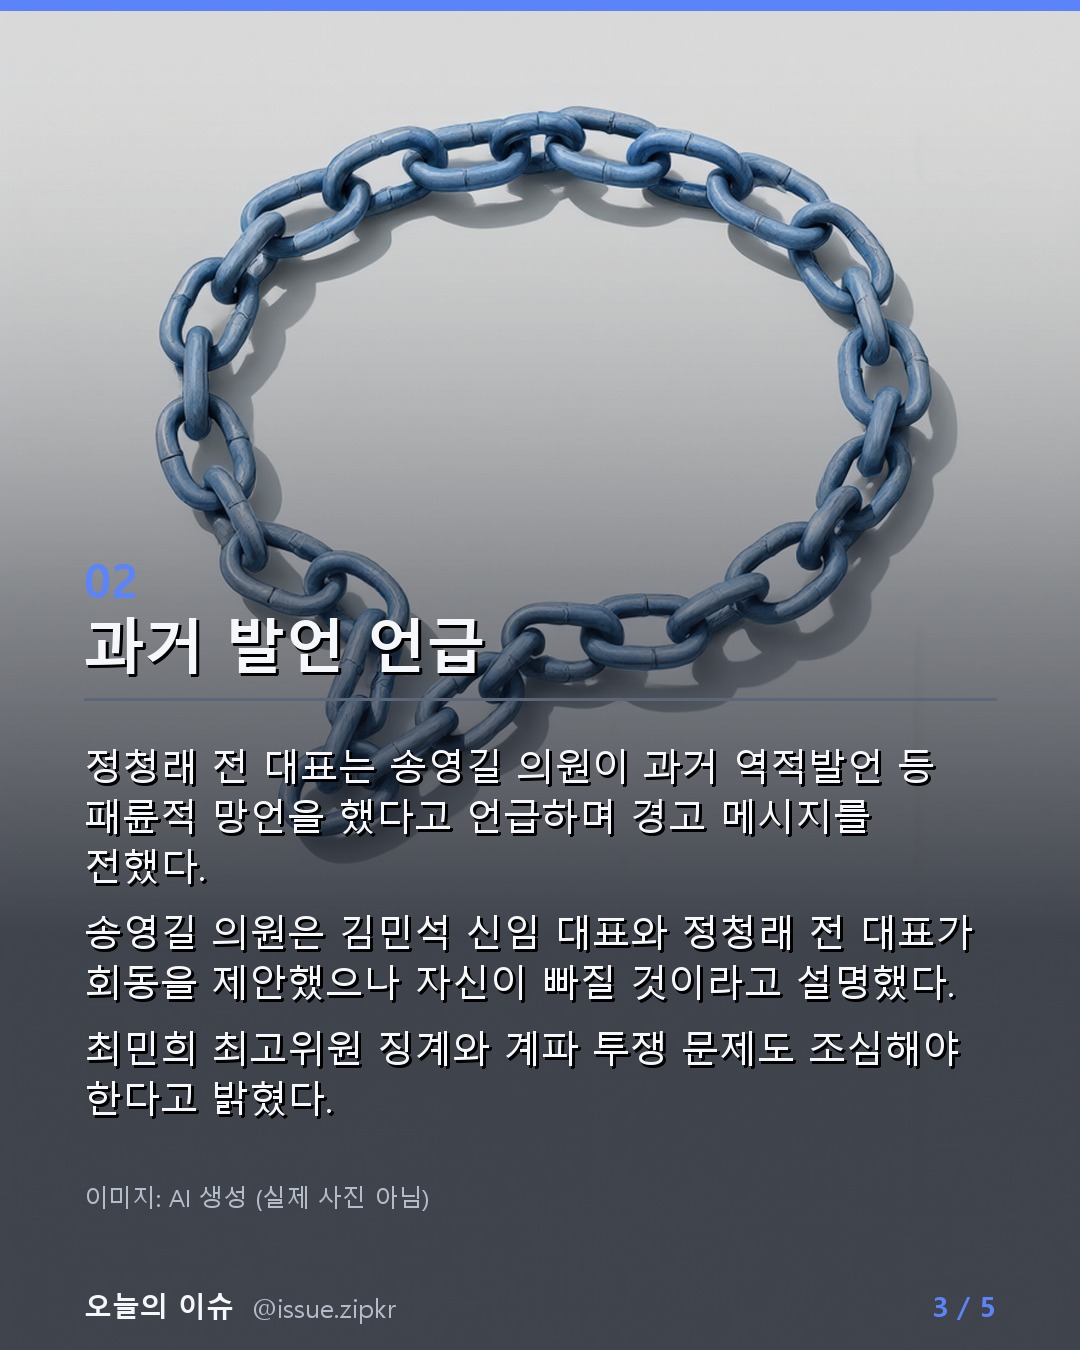 02
과거 발언 언급
정청래 전 대표는 송영길 의원이 과거 역적발언 등
패륜적 망언을 했다고 언급하며 경고 메시지를
전했다.
송영길 의원은 김민석 신임 대표와 정청래 전 대표가
회동을 제안했으나 자신이 빠질 것이라고 설명했다.
최민희 최고위원 징계와 계파 투쟁 문제도 조심해야
한다고 밝혔다.
이미지: AI 생성 (실제 사진 아님)
오늘의 이슈 @issue.zipkr
3 / 5